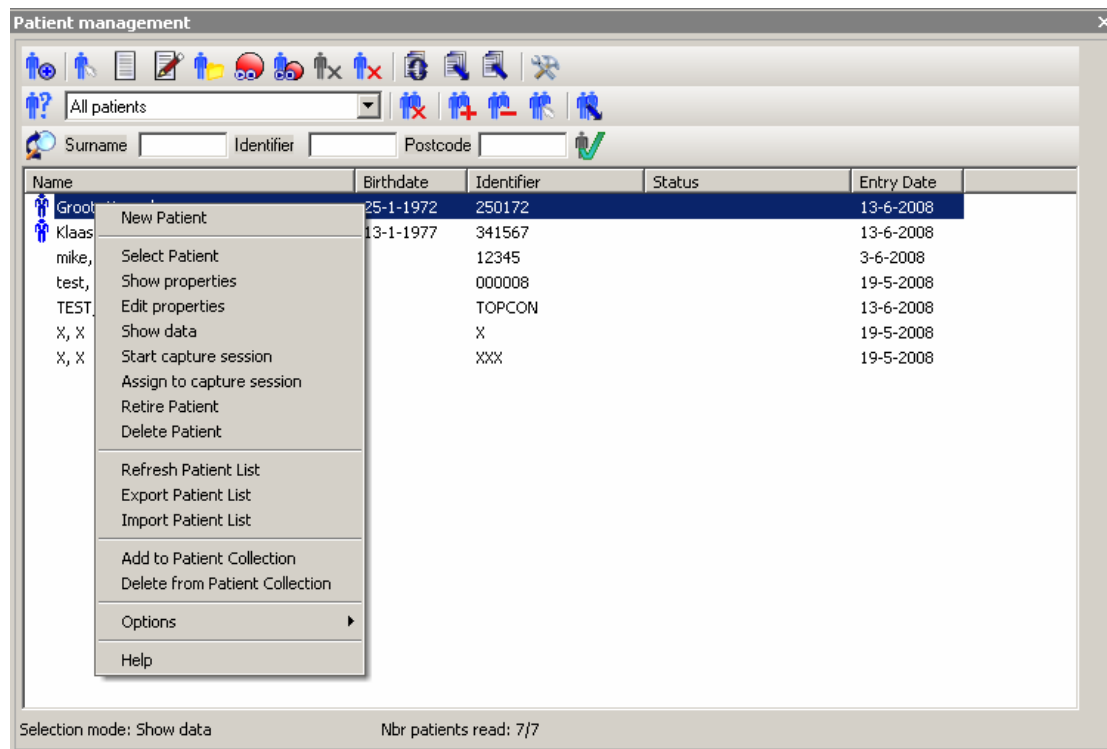 Patient management
All patients
Surname Identifier Postcode
Name Birthdate Identifier Status Entry Date
25-1-1972 250172 13-6-2008
Klaas 13-1-1977 341567 13-6-2008
mike, 12345 3-6-2008
test, 000008 19-5-2008
TEST, TOPCON 13-6-2008
X, X X 19-5-2008
X, X XXX 19-5-2008
New Patient
Select Patient
Show properties
Edit properties
Show data
Start capture session
Assign to capture session
Retire Patient
Delete Patient
Refresh Patient List
Export Patient List
Import Patient List
Add to Patient Collection
Delete from Patient Collection
Options
Help
Selection mode: Show data Nbr patients read: 7/7